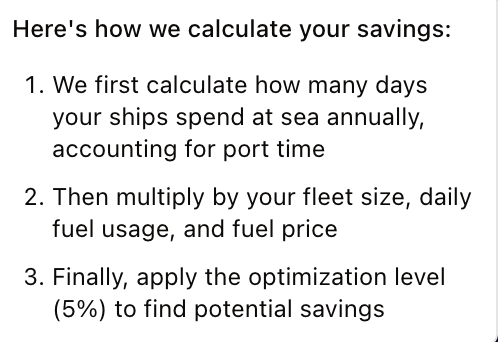 Here's how we calculate your savings:
1. We first calculate how many days
your ships spend at sea annually,
accounting for port time
2. Then multiply by your fleet size, daily
fuel usage, and fuel price
3. Finally, apply the optimization level
(5%) to find potential savings